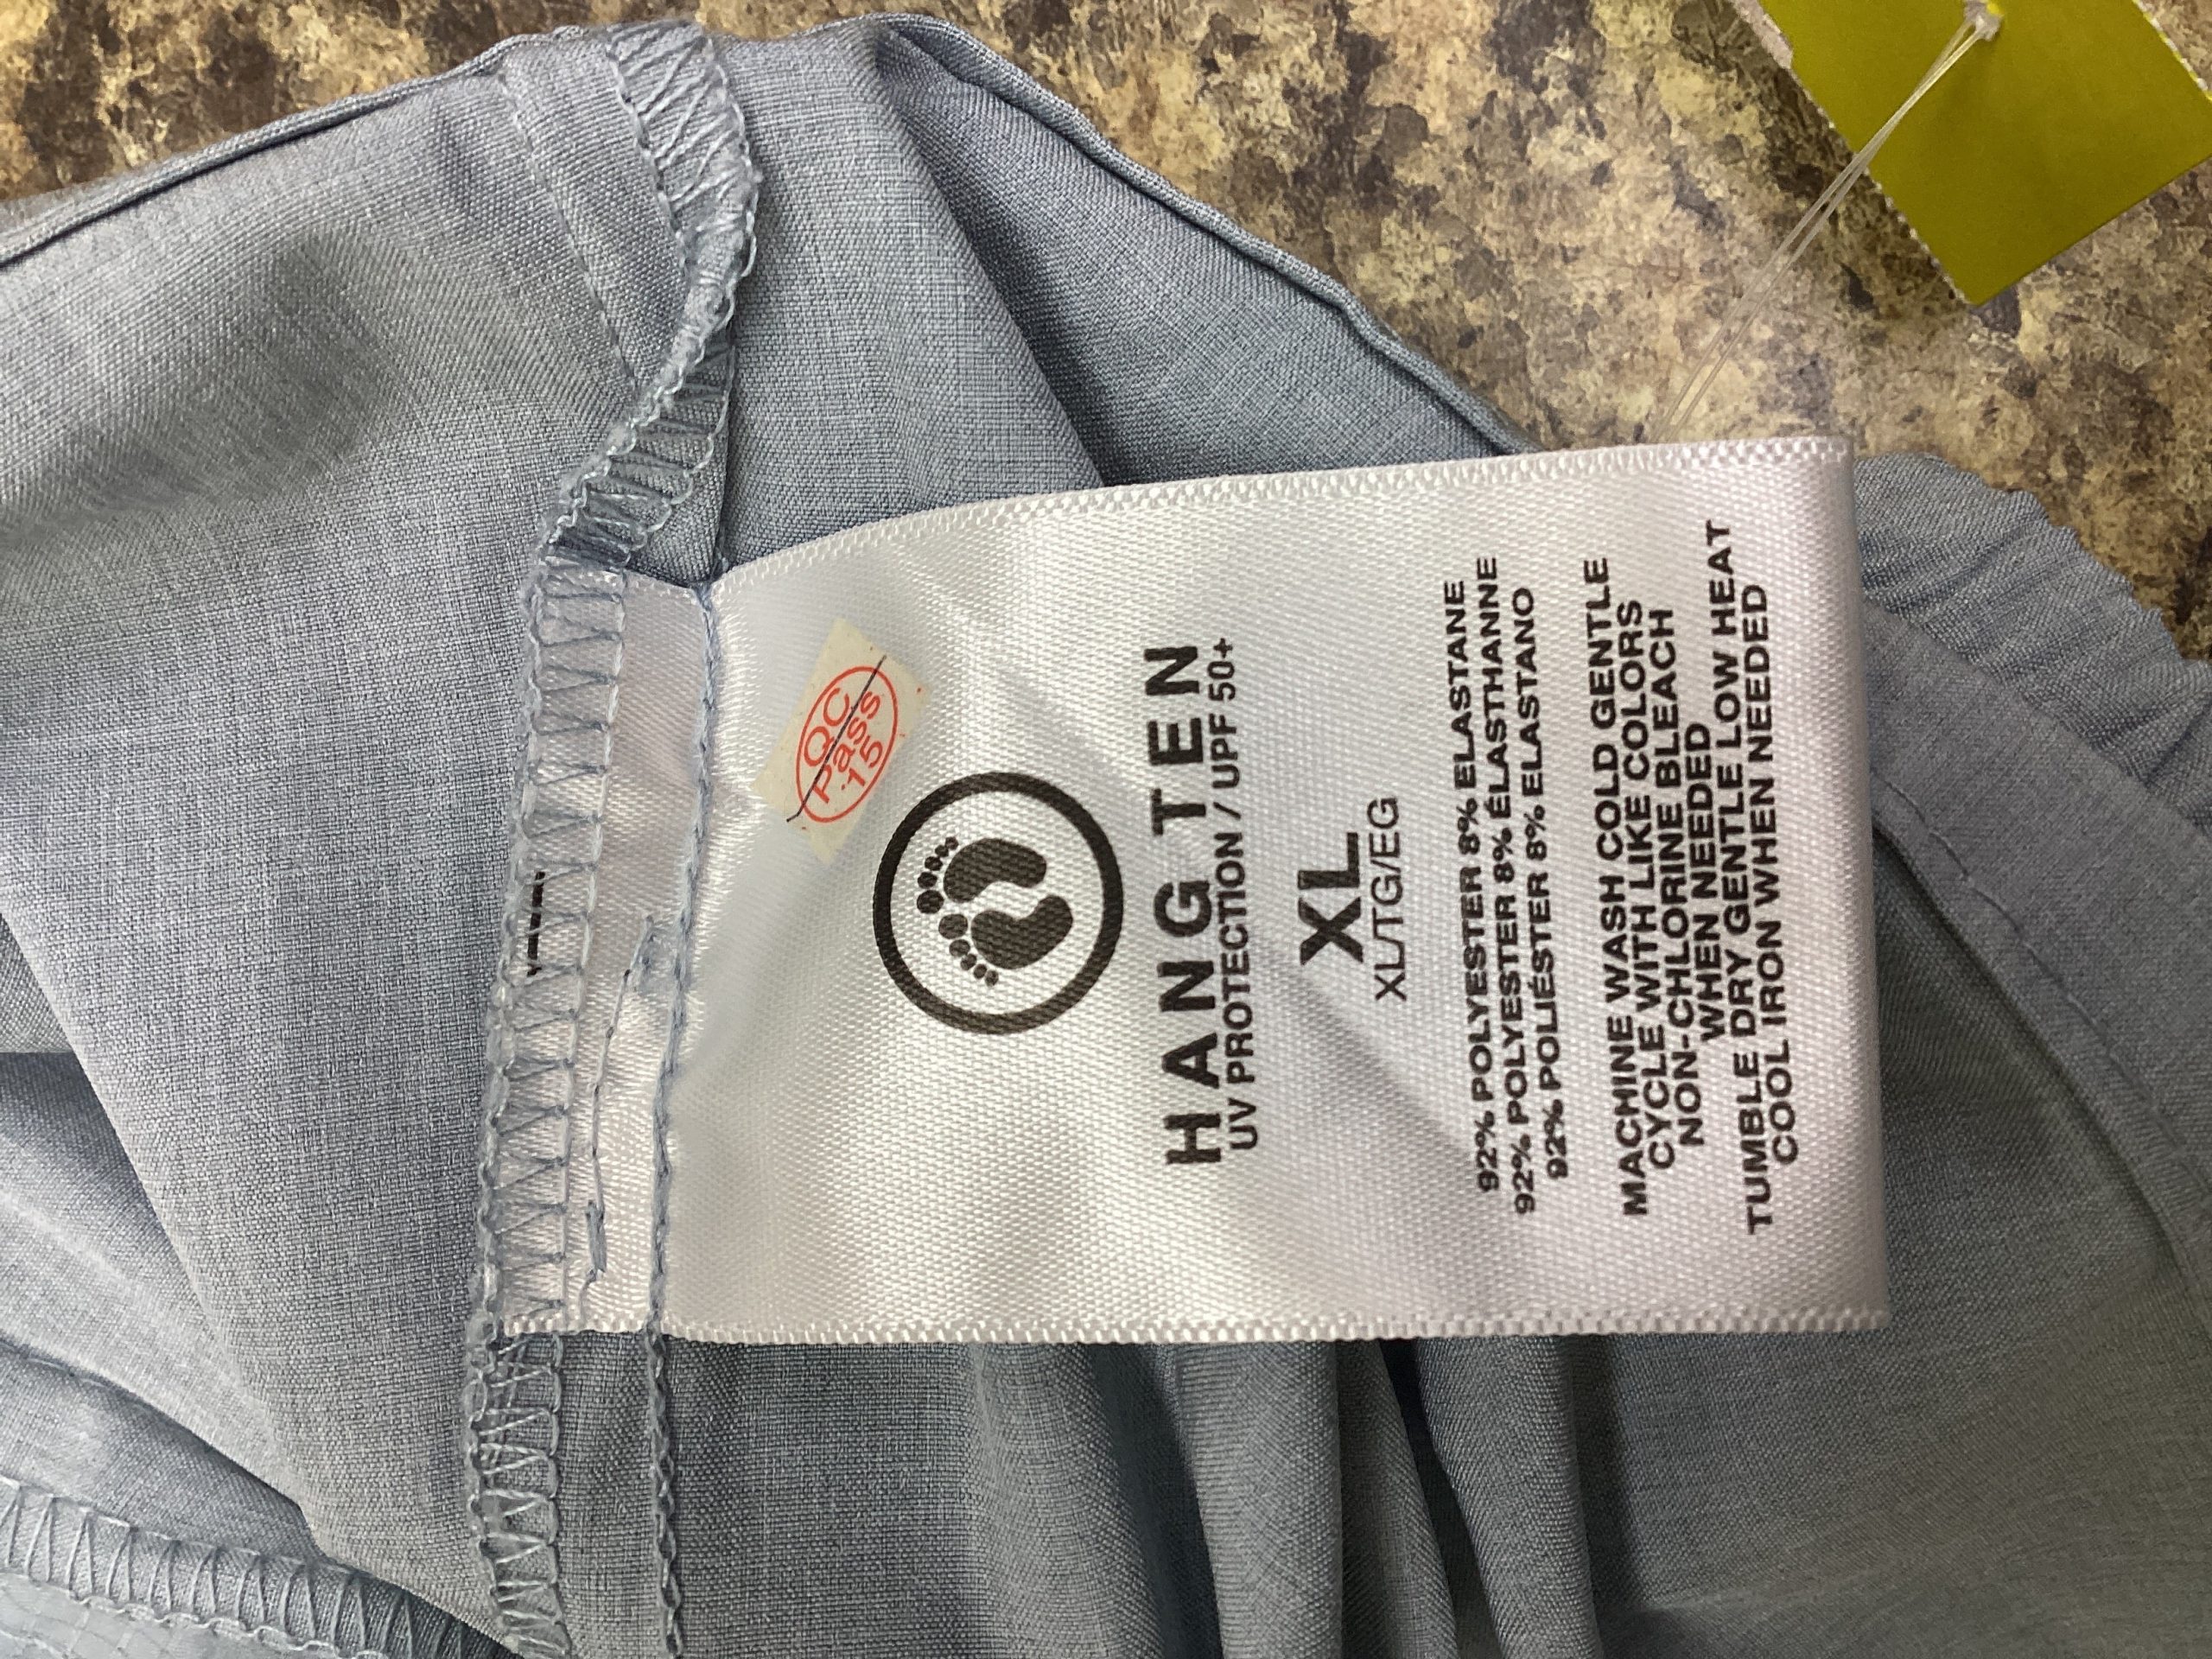 QC
Pass
15
HANG TEN
UV PROTECTION / UPF 50+
XL
XL/TG/EG
92% POLYESTER 8% ELASTANE
92% POLYESTER 8% ÉLASTHANNE
92% POLIÉSTER 8% ELASTANO
MACHINE WASH COLD GENTLE
CYCLE WITH LIKE COLORS
NON-CHLORINE BLEACH
WHEN NEEDED
TUMBLE DRY GENTLE LOW HEAT
COOL IRON WHEN NEEDED